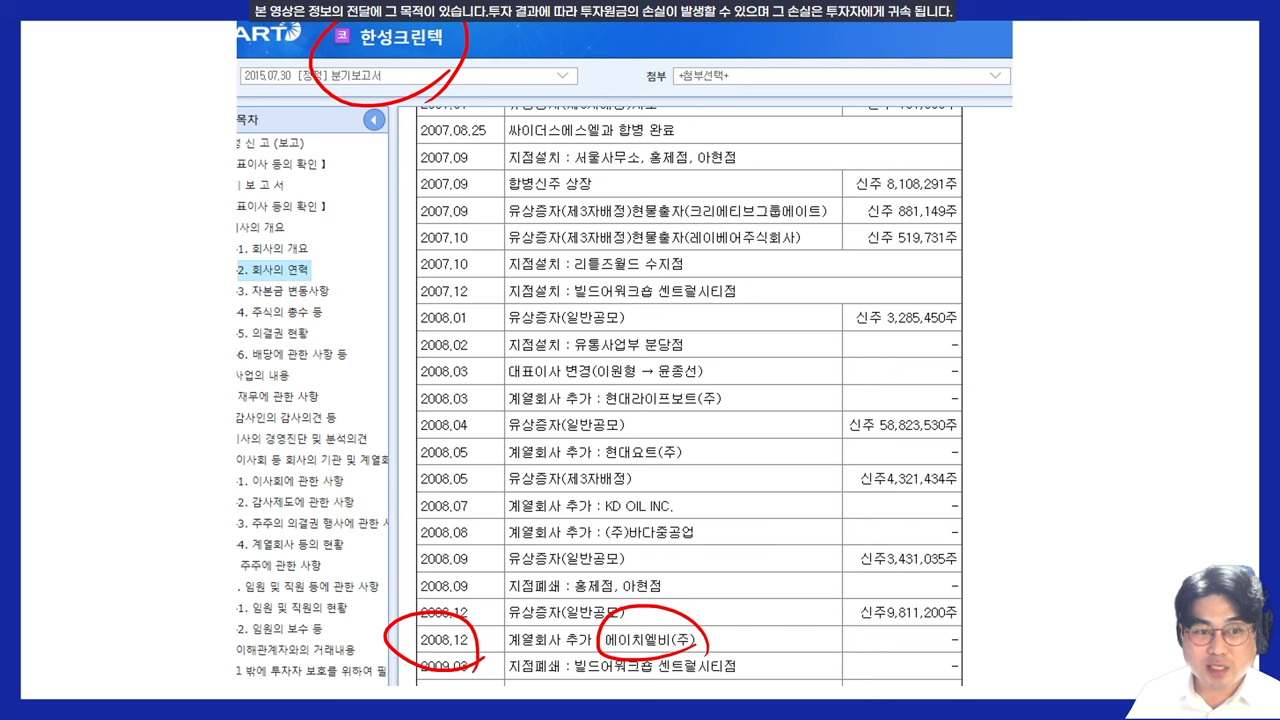 본 영상은 정보의 전달에 그 목적이 있습니다.투자 결과에 따라 투자원금의 손실이 발생할 수 있으며 그 손실은 투자자에게 귀속 됩니다.
ART 코 한성크린텍
2015.07.30 [정정] 분기보고서 첨부 +첨부선택+
목차
신 고 (보고)
표이사 등의 확인 】
보 고 서
표이사 등의 확인 】
사의 개요
-1. 회사의 개요
-2. 회사의 연혁
-3. 자본금 변동사항
-4. 주식의 총수 등
-5. 의결권 현황
-6. 배당에 관한 사항 등
사업의 내용
재무에 관한 사항
감사인의 감사의견 등
이사의 경영진단 및 분석의견
이사회 등 회사의 기관 및 계열회
-1. 이사회에 관한 사항
-2. 감사제도에 관한 사항
-3. 주주의 의결권 행사에 관한 사
-4. 계열회사 등의 현황
주주에 관한 사항
. 임원 및 직원 등에 관한 사항
-1. 임원 및 직원의 현황
-2. 임원의 보수 등
이해관계자와의 거래내용
1 밖에 투자자 보호를 위하여 필
2007.08.25 싸이더스에스엘과 합병 완료
2007.09 지점설치 : 서울사무소, 홍제점, 아현점
2007.09 합병신주 상장 신주 8,108,291주
2007.09 유상증자(제3자배정)현물출자(크리에티브그룹에이트) 신주 881,149주
2007.10 유상증자(제3자배정)현물출자(레이베어주식회사) 신주 519,731주
2007.10 지점설치 : 리틀즈월드 수지점
2007.12 지점설치 : 빌드어워크숍 센트럴시티점
2008.01 유상증자(일반공모) 신주 3,285,450주
2008.02 지점설치 : 유통사업부 분당점 -
2008.03 대표이사 변경(이원형 → 윤종선) -
2008.03 계열회사 추가 : 현대라이프보트(주) -
2008.04 유상증자(일반공모) 신주 58,823,530주
2008.05 계열회사 추가 : 현대요트(주) -
2008.05 유상증자(제3자배정) 신주4,321,434주
2008.07 계열회사 추가 : KD OIL INC. -
2008.08 계열회사 추가 : (주)바다중공업 -
2008.09 유상증자(일반공모) 신주3,431,035주
2008.09 지점폐쇄 : 홍제점, 아현점 -
2008.12 유상증자(일반공모) 신주9,811,200주
2008.12 계열회사 추가 : 에이치엘비(주) -
2009.03 지점폐쇄 : 빌드어워크숍 센트럴시티점 -